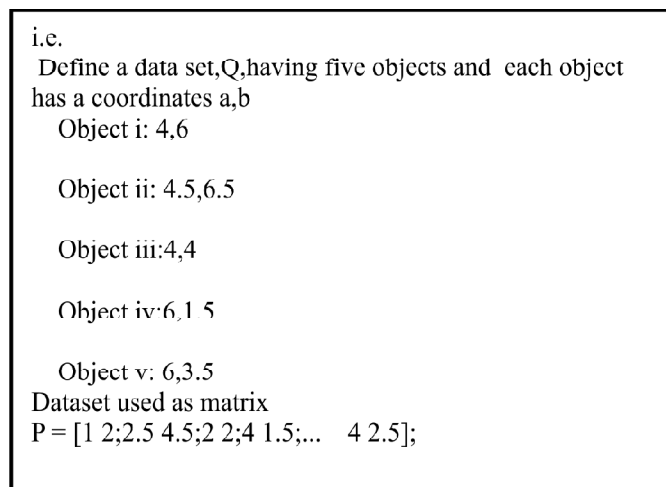 i.e.
Define a data set,Q,having five objects and each object
has a coordinates a,b
Object i: 4,6
Object ii: 4.5,6.5
Object iii:4,4
Object iv:6,1.5
Object v: 6,3.5
Dataset used as matrix
P = [1 2;2.5 4.5;2 2;4 1.5;... 4 2.5];